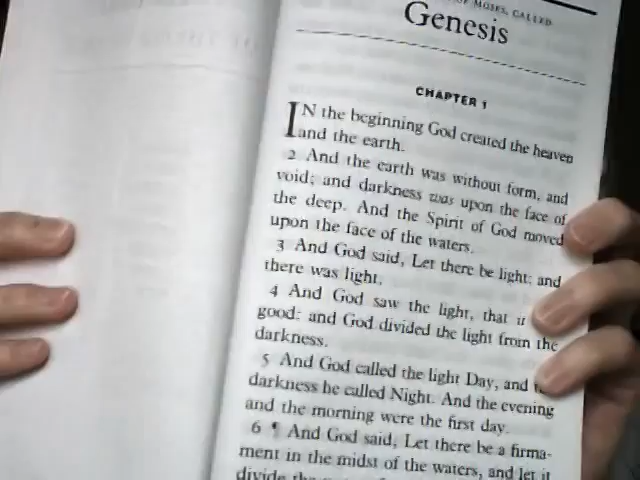 OF MOSES, CALLED
Genesis
CHAPTER 1
IN the beginning God created the heaven
and the earth.
2 And the earth was without form, and
void; and darkness was upon the face of
the deep. And the Spirit of God moved
upon the face of the waters.
3 And God said, Let there be light: and
there was light.
4 And God saw the light, that it
good: and God divided the light from the
darkness.
5 And God called the light Day, and
darkness he called Night. And the evening
and the morning were the first day.
6 ¶ And God said, Let there be a firma-
ment in the midst of the waters, and let it
divide the